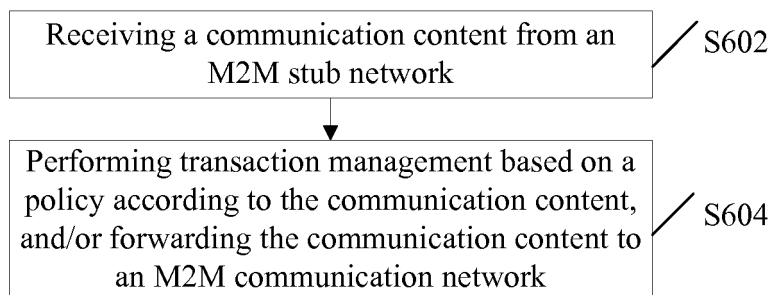 Receiving a communication content from an
M2M stub network
S602
Performing transaction management based on a
policy according to the communication content,
and/or forwarding the communication content to
an M2M communication network
S604